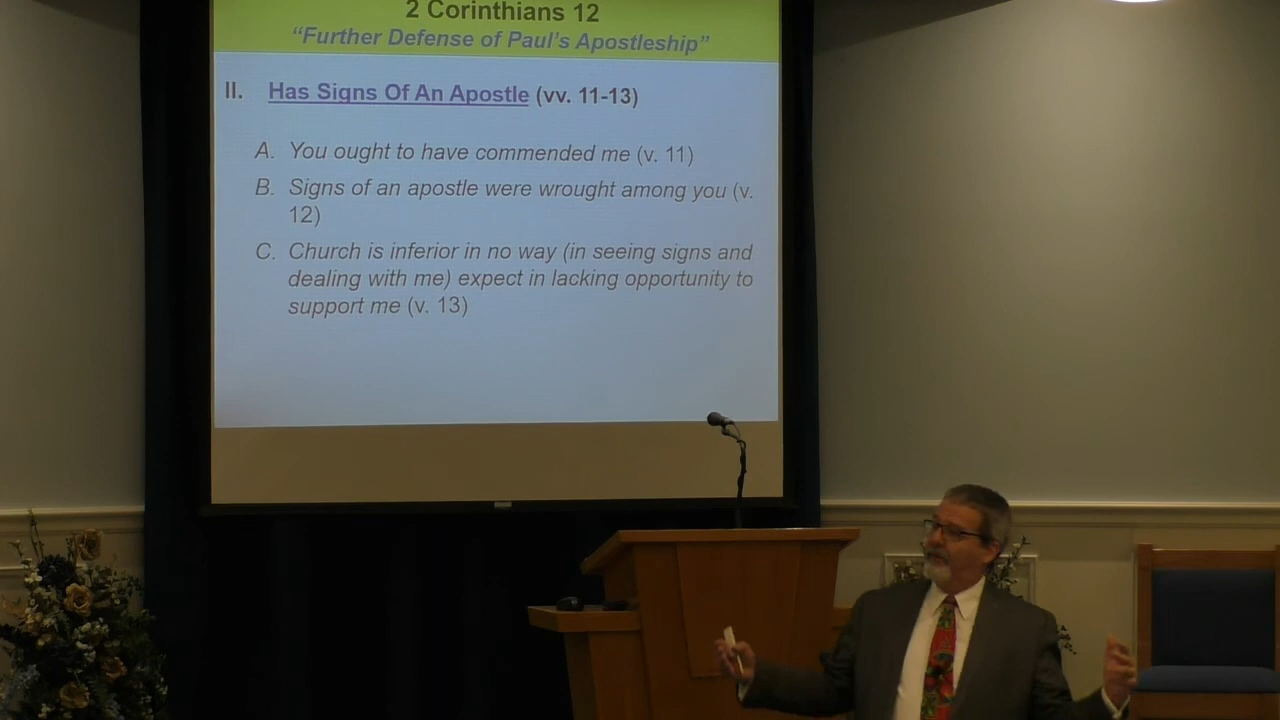 2 Corinthians 12
“Further Defense of Paul’s Apostleship”
II. Has Signs Of An Apostle (vv. 11-13)
A. You ought to have commended me (v. 11)
B. Signs of an apostle were wrought among you (v.
12)
C. Church is inferior in no way (in seeing signs and
dealing with me) expect in lacking opportunity to
support me (v. 13)